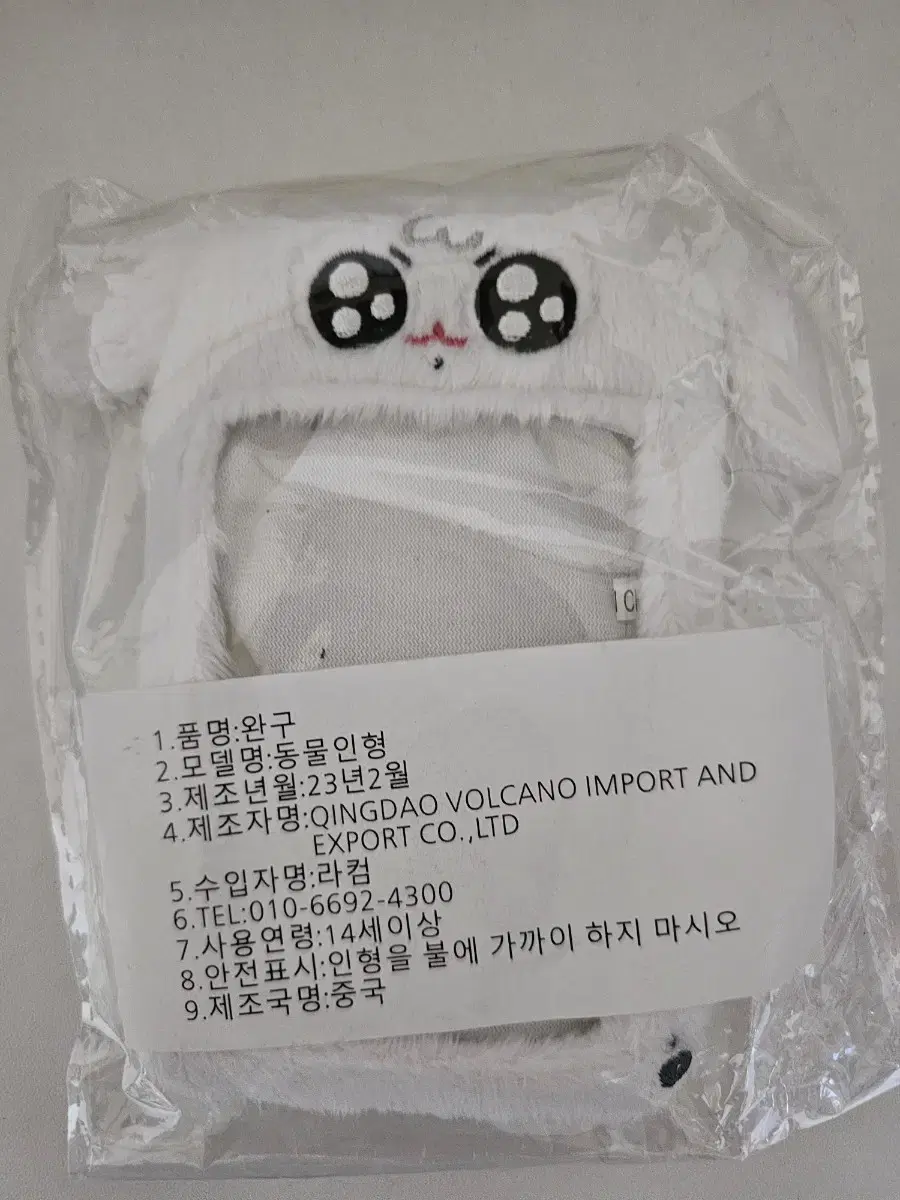 1.품명:완구
2.모델명:동물인형
3.제조년월:23년2월
4.제조자명:QINGDAO VOLCANO IMPORT AND
EXPORT CO.,LTD
5.수입자명:라컴
6.TEL:010-6692-4300
7.사용연령:14세이상
8.안전표시:인형을 불에 가까이 하지 마시오
9.제조국명:중국